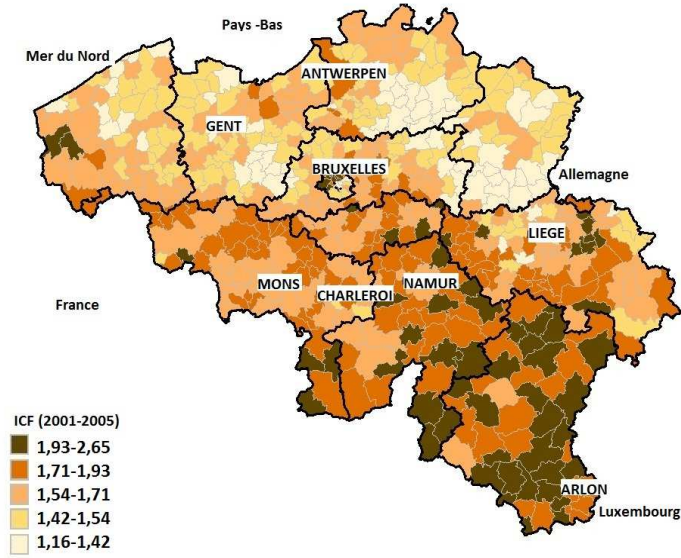 Pays -Bas
Mer du Nord
ANTWERPEN
GENT
BRUXELLES
Allemagne
LIEGE
MONS
CHARLEROI
NAMUR
France
ICF (2001-2005)
1,93-2,65
1,71-1,93
1,54-1,71
1,42-1,54
1,16-1,42
ARLON
Luxembourg